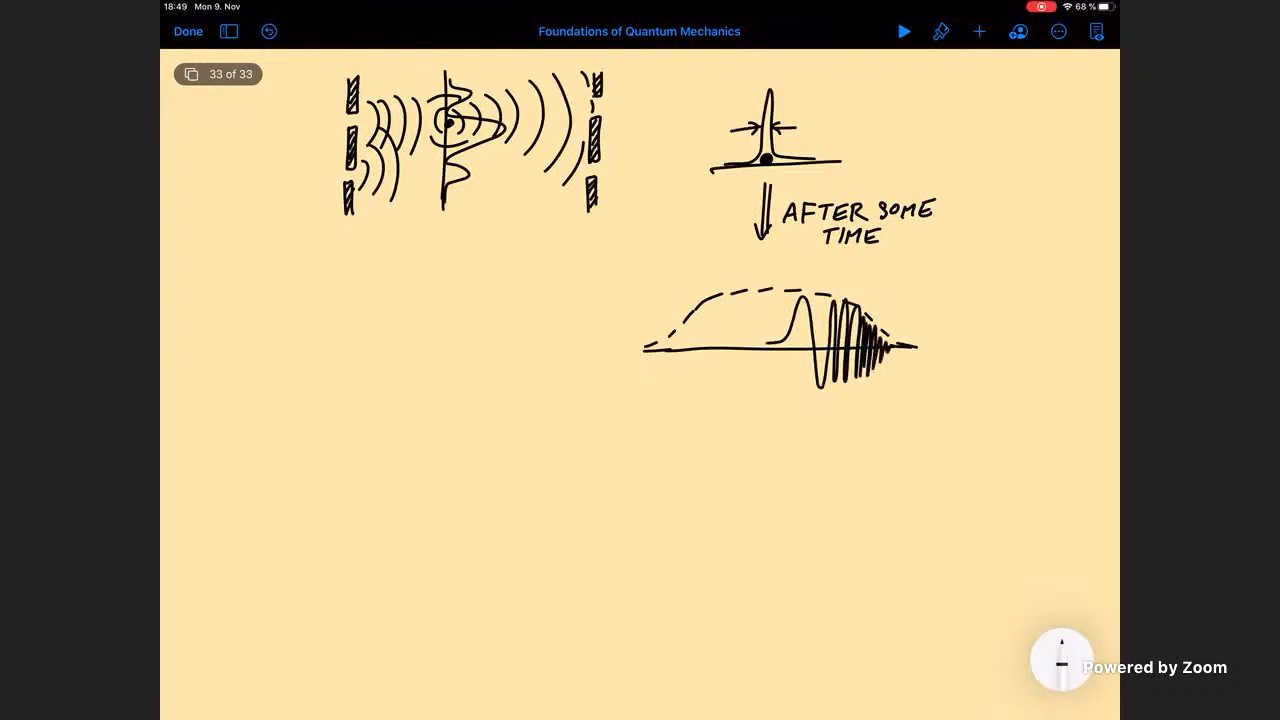 18:49 Mon 9. Nov
68 %
Done
Foundations of Quantum Mechanics
33 of 33
AFTER SOME
TIME
Powered by Zoom